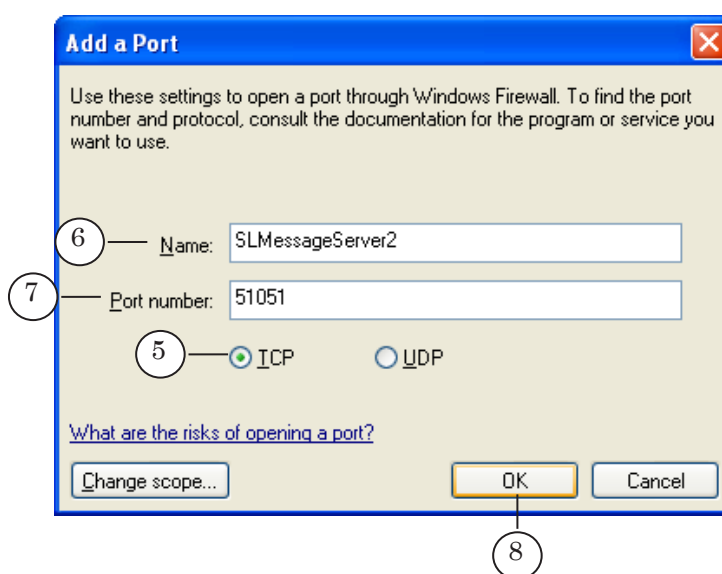 Add a Port
Use these settings to open a port through Windows Firewall. To find the port
number and protocol, consult the documentation for the program or service you
want to use.
6 Name: SLMessageServer2
7 Port number: 51051
5 TCP UDP
What are the risks of opening a port?
Change scope... OK Cancel
8